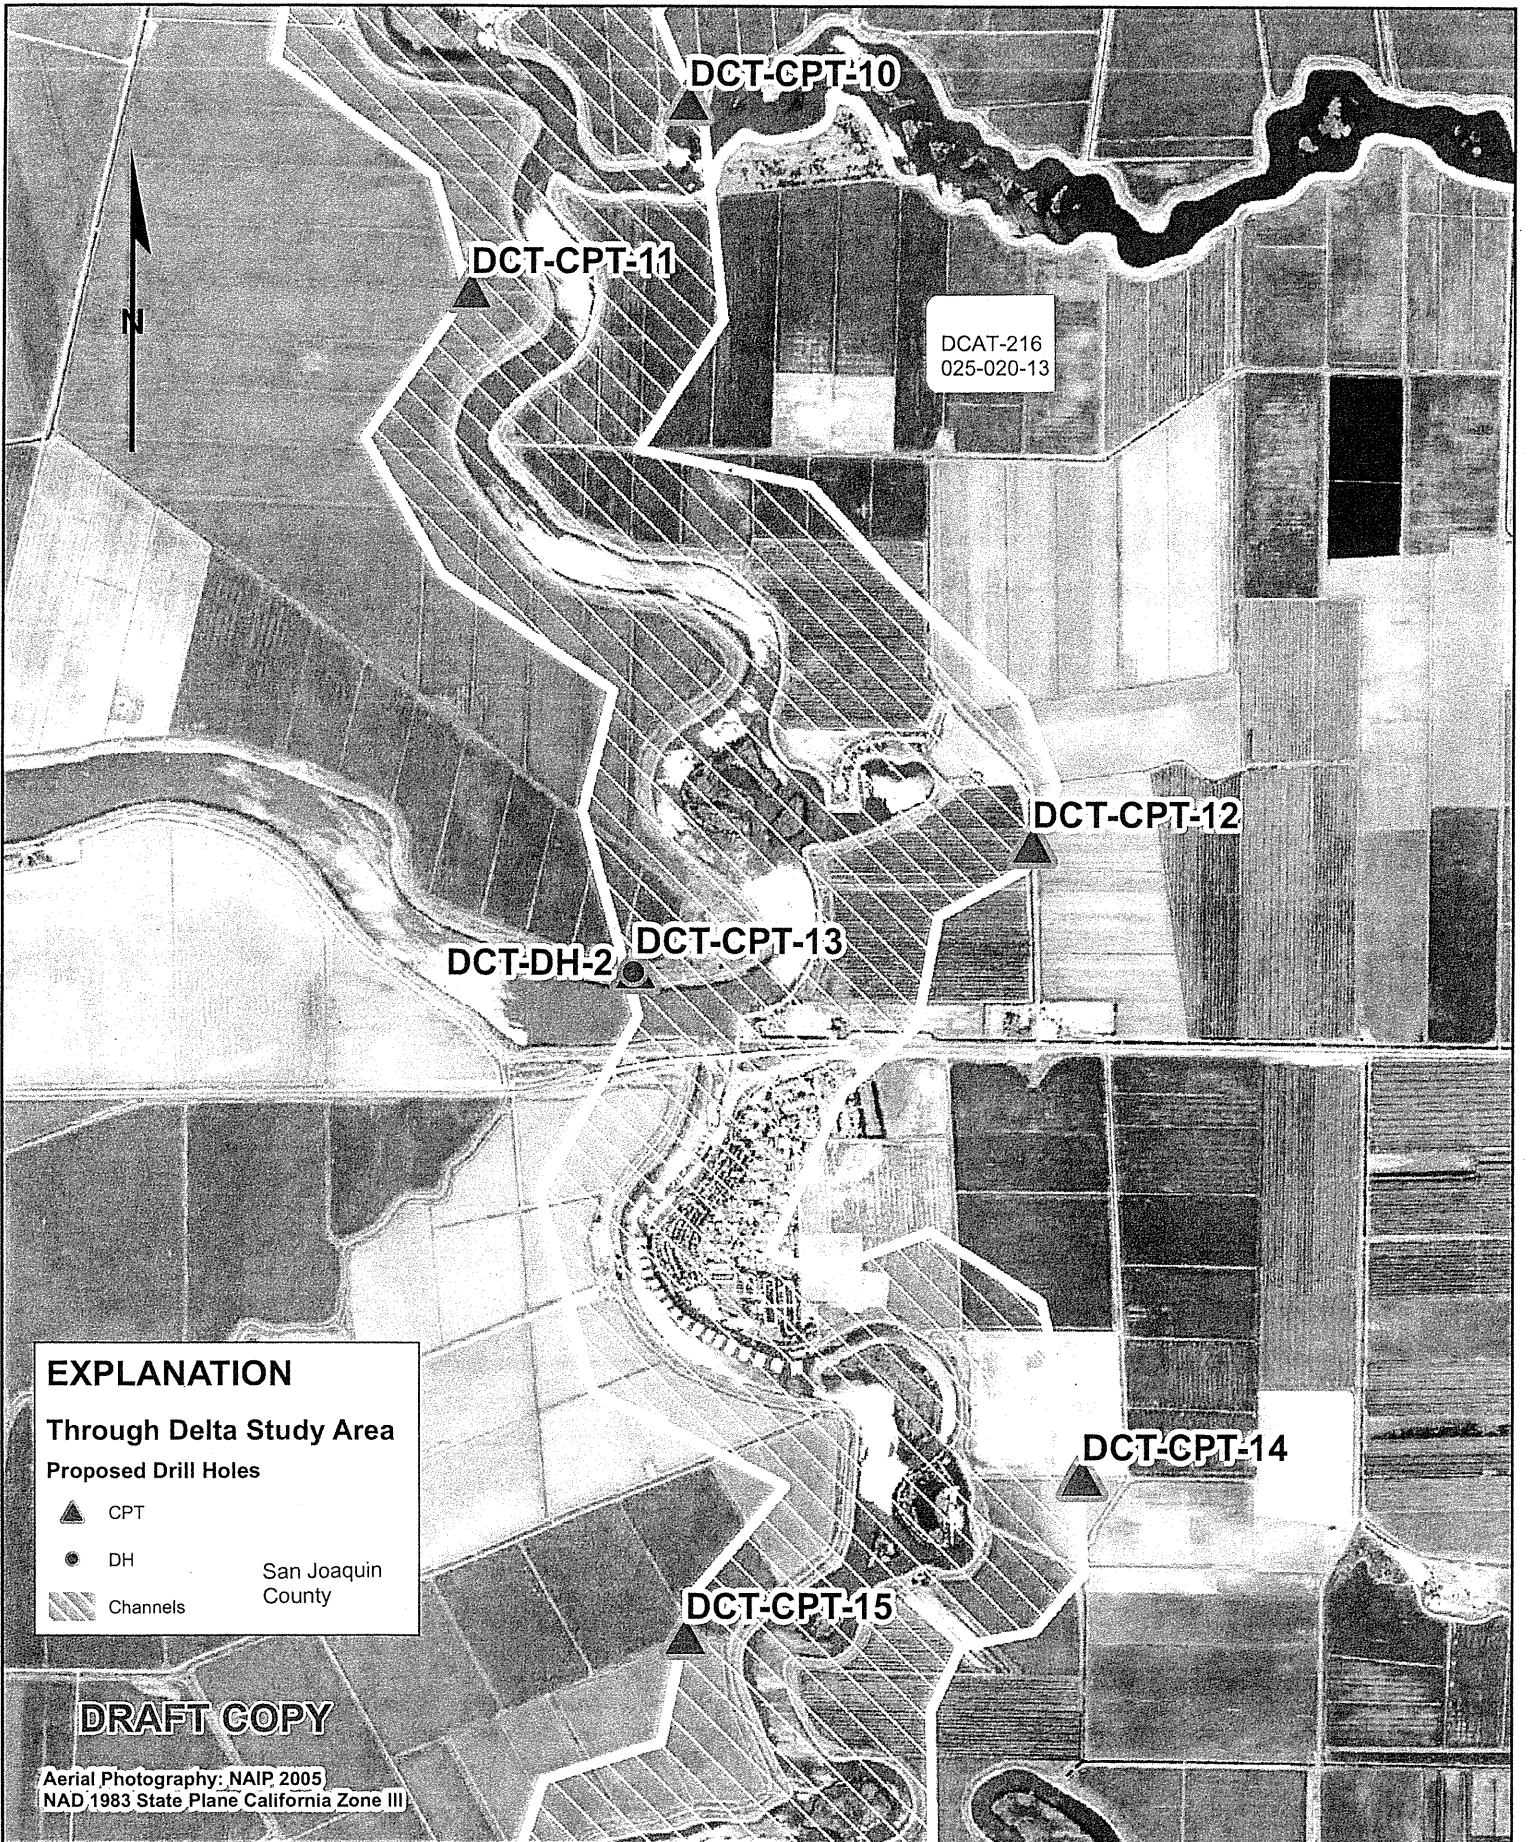 DCT-CPT-10
DCT-CPT-11
N
DCAT-216
025-020-13
DCT-CPT-12
DCT-CPT-13
DCT-DH-2
DCT-CPT-14
EXPLANATION
Through Delta Study Area
Proposed Drill Holes
CPT
DH
San Joaquin
County
Channels
DCT-CPT-15
DRAFT COPY
Aerial Photography: NAIP 2005
NAD 1983 State Plane California Zone III